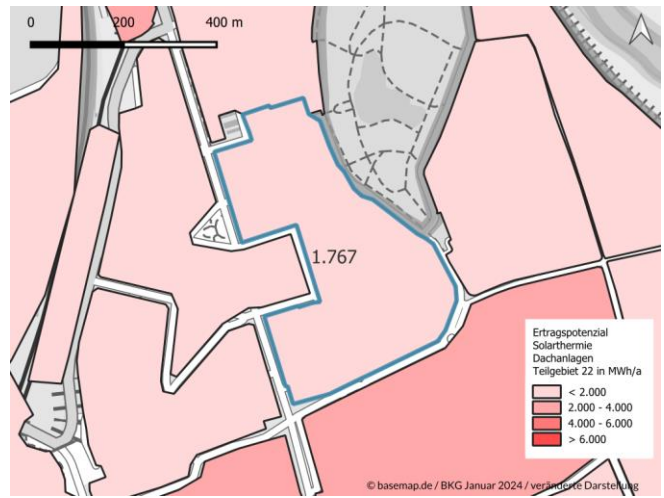 0 200 400 m
1.767
Ertragspotenzial
Solarthermie
Dachanlagen
Teilgebiet 22 in MWh/a
< 2.000
2.000 - 4.000
4.000 - 6.000
> 6.000
© basemap.de / BKG Januar 2024 / veränderte Darstellung